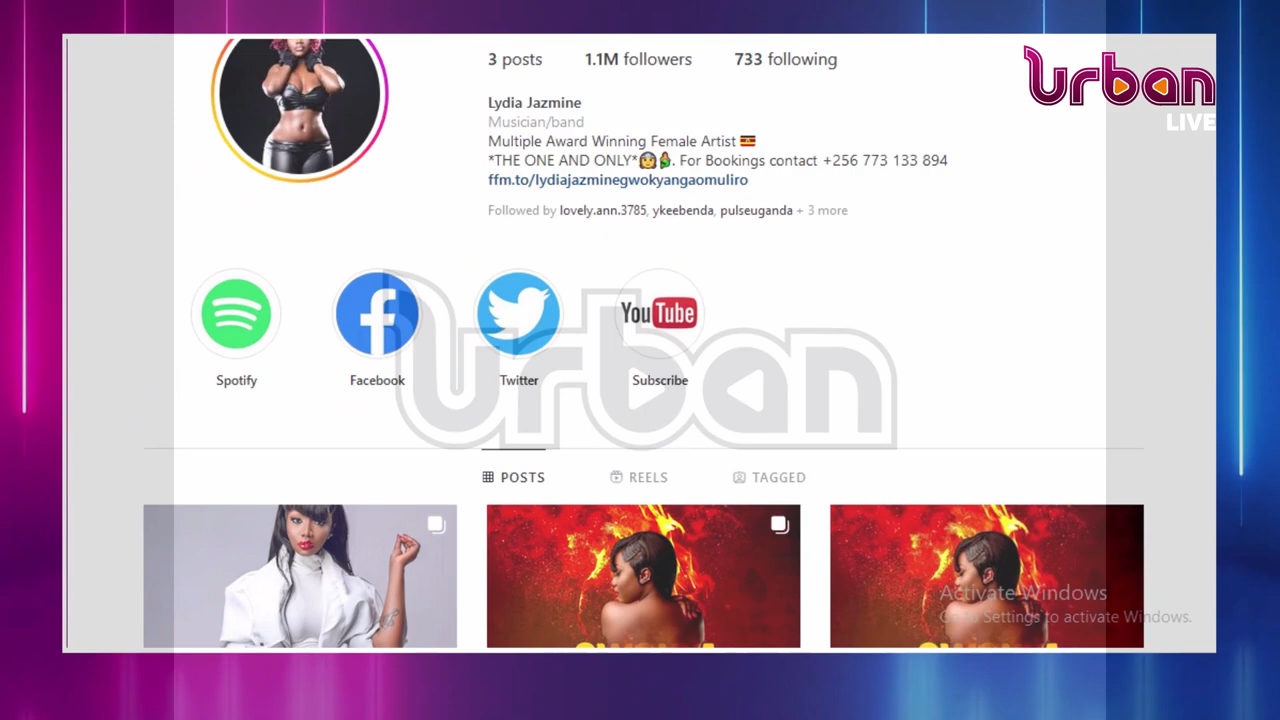 3 posts 1.1M followers 733 following
Lydia Jazmine
Musician/band
Multiple Award Winning Female Artist 🇺🇬
*THE ONE AND ONLY*👰🧜‍♀️. For Bookings contact +256 773 133 894
ffm.to/lydiajazminegwokyangaomuliro
Followed by lovely.ann.3785, ykeebenda, pulseuganda + 3 more
Urban
LIVE
You Tube
Spotify Facebook Twitter Subscribe
Urban
POSTS REELS TAGGED
Activate Windows
Go to Settings to activate Windows.